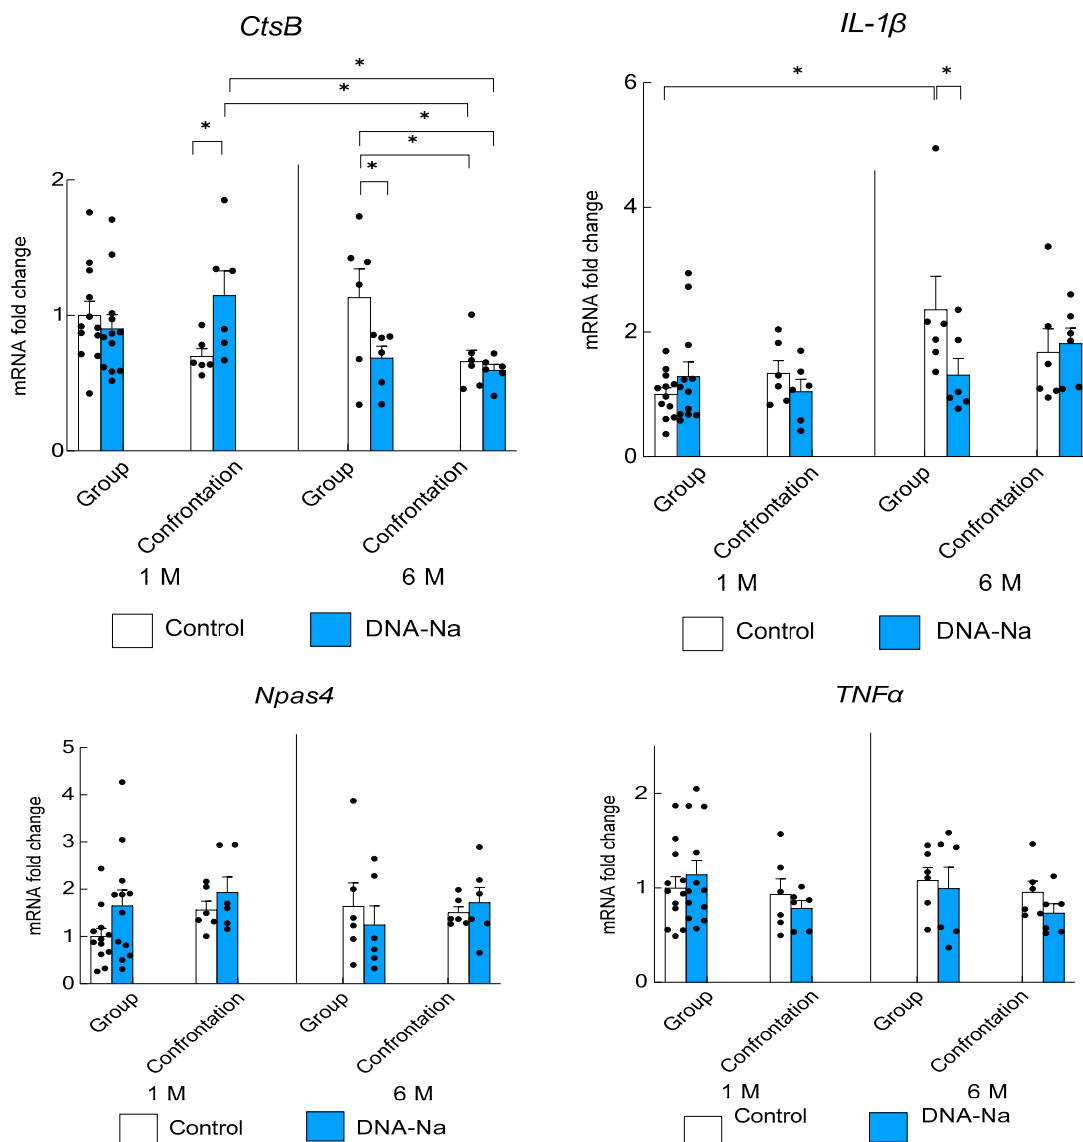 CtsB
* * * * * *
mRNA fold change
2
1
0
Group
Confrontation
Group
Confrontation
1 M
6 M
Control
DNA-Na
IL-1β
* *
mRNA fold change
6
4
2
0
Group
Confrontation
Group
Confrontation
1 M
6 M
Control
DNA-Na
Npas4
mRNA fold change
5
4
3
2
1
0
Group
Confrontation
Group
Confrontation
1 M
6 M
Control
DNA-Na
TNFα
mRNA fold change
2
1
0
Group
Confrontation
Group
Confrontation
1 M
6 M
Control
DNA-Na